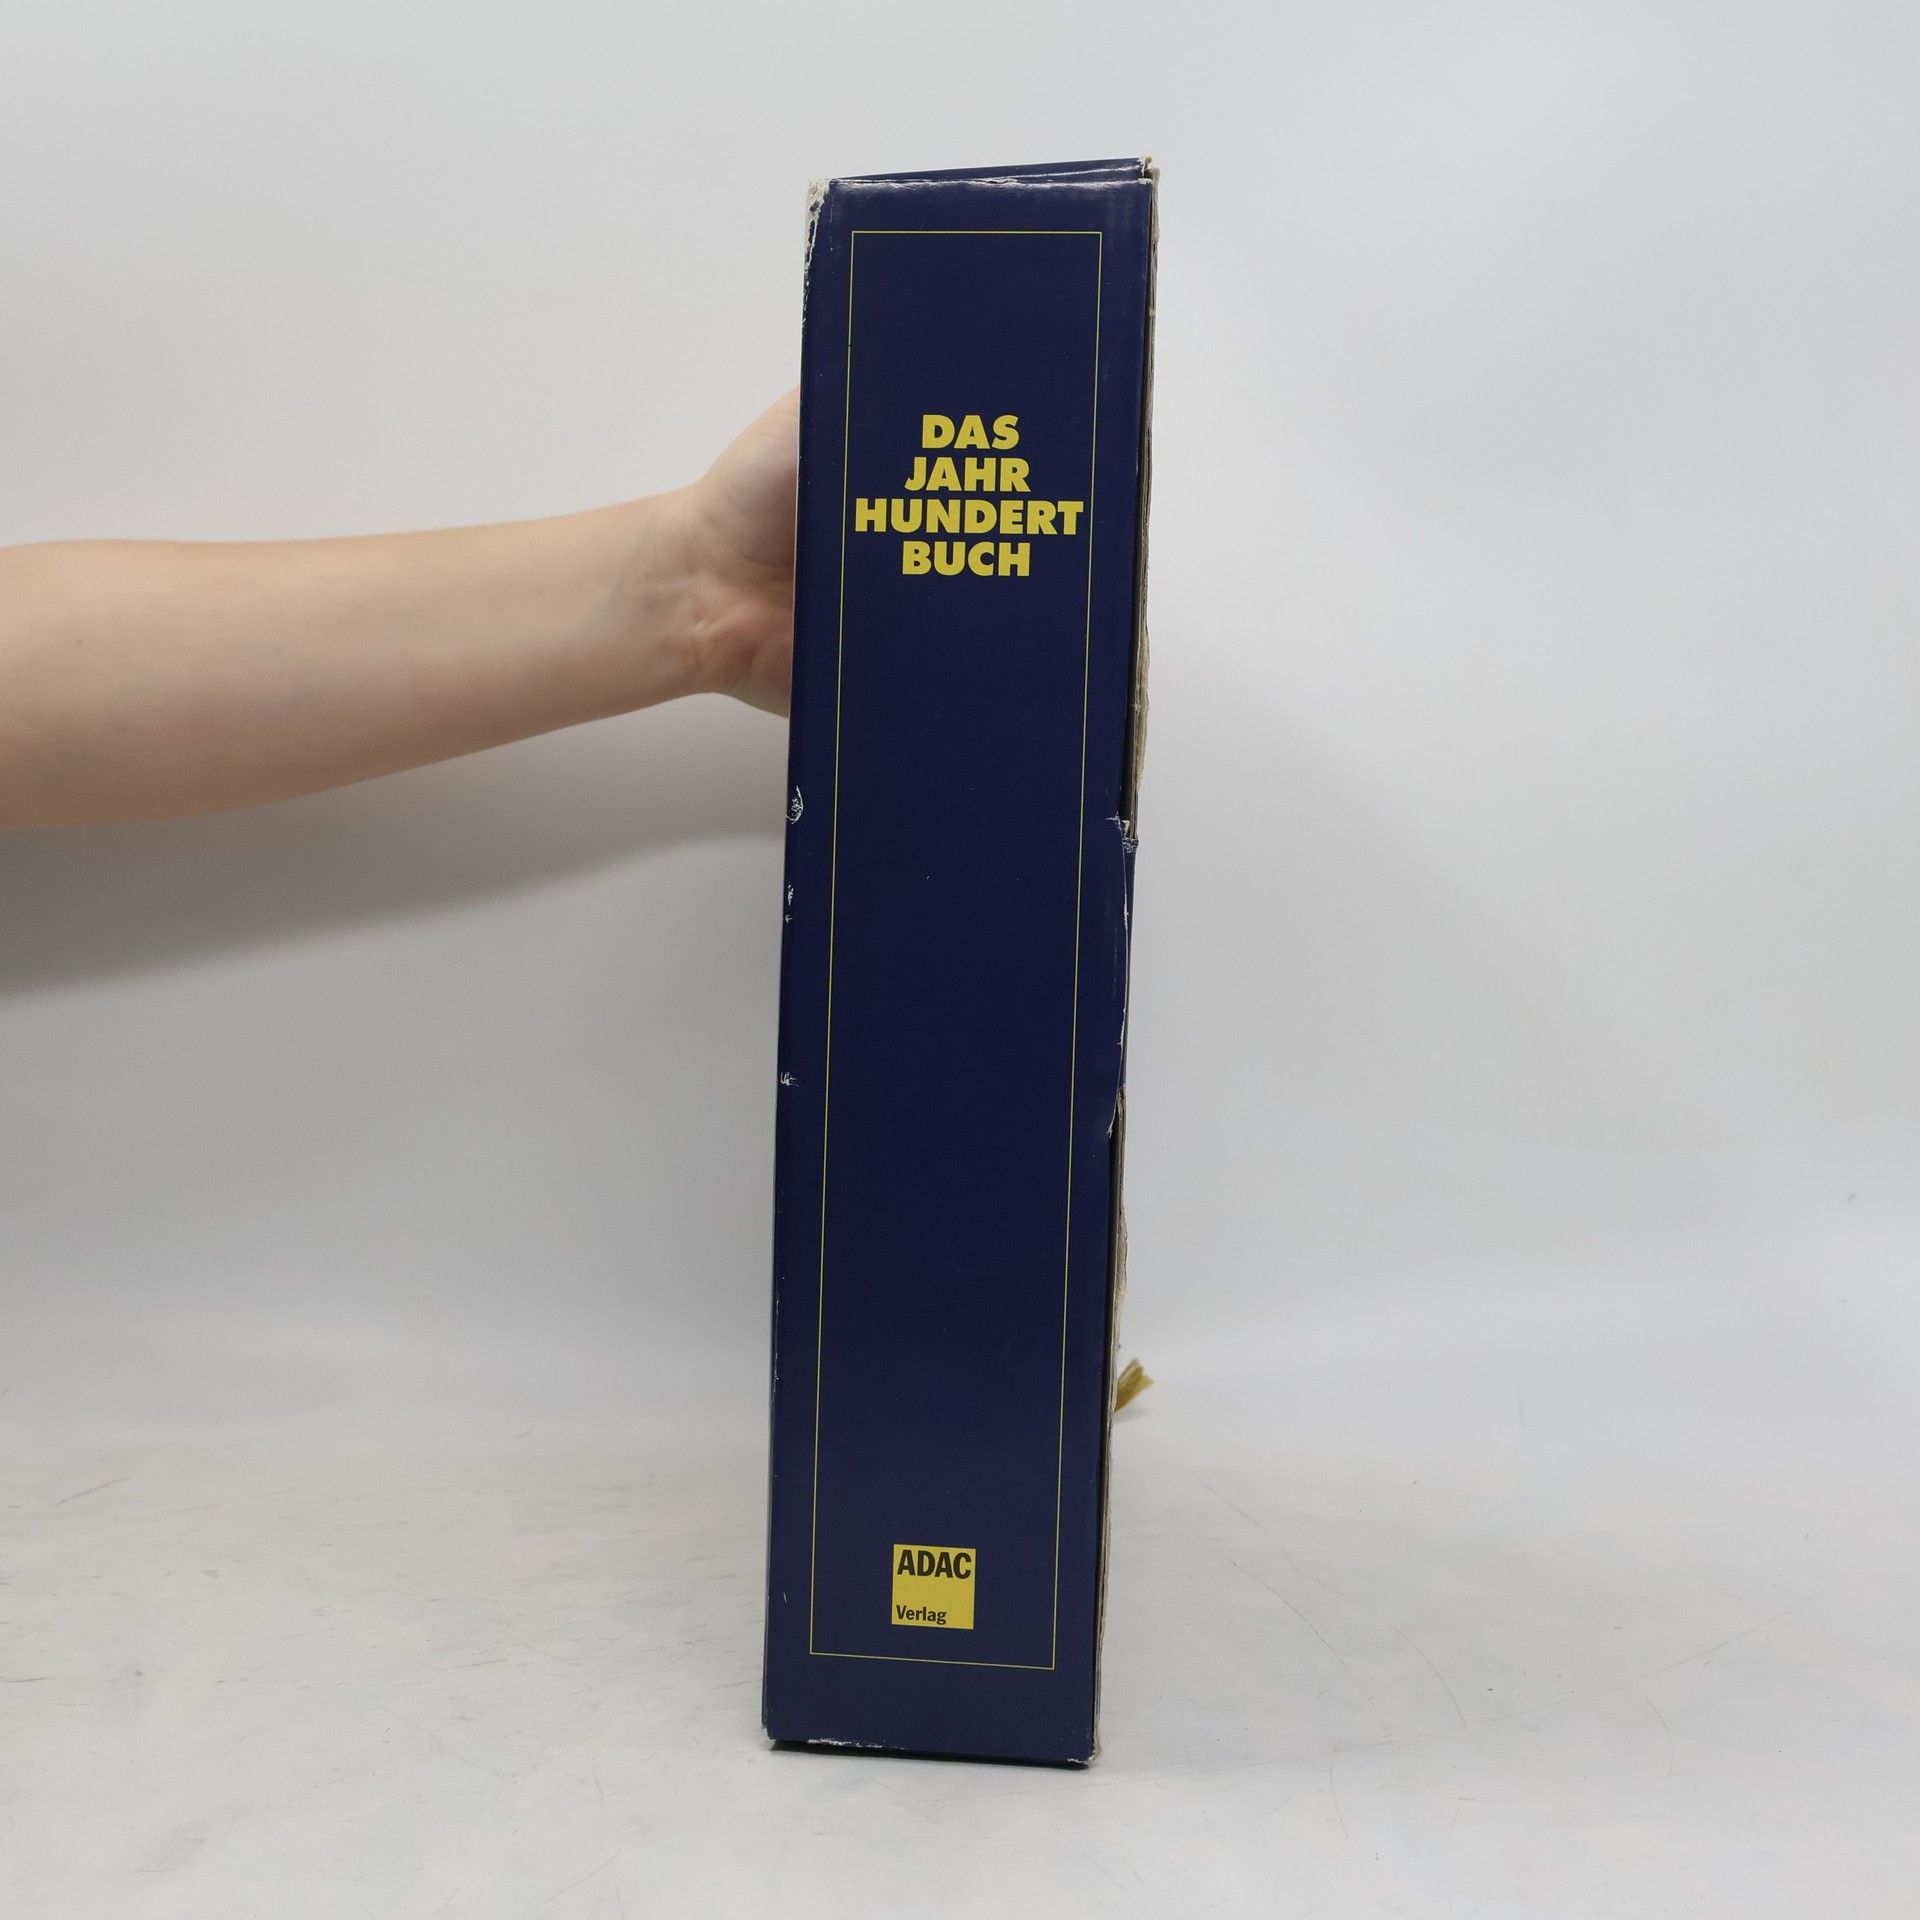 DAS
JAHR
HUNDERT
BUCH
ADAC
Verlag